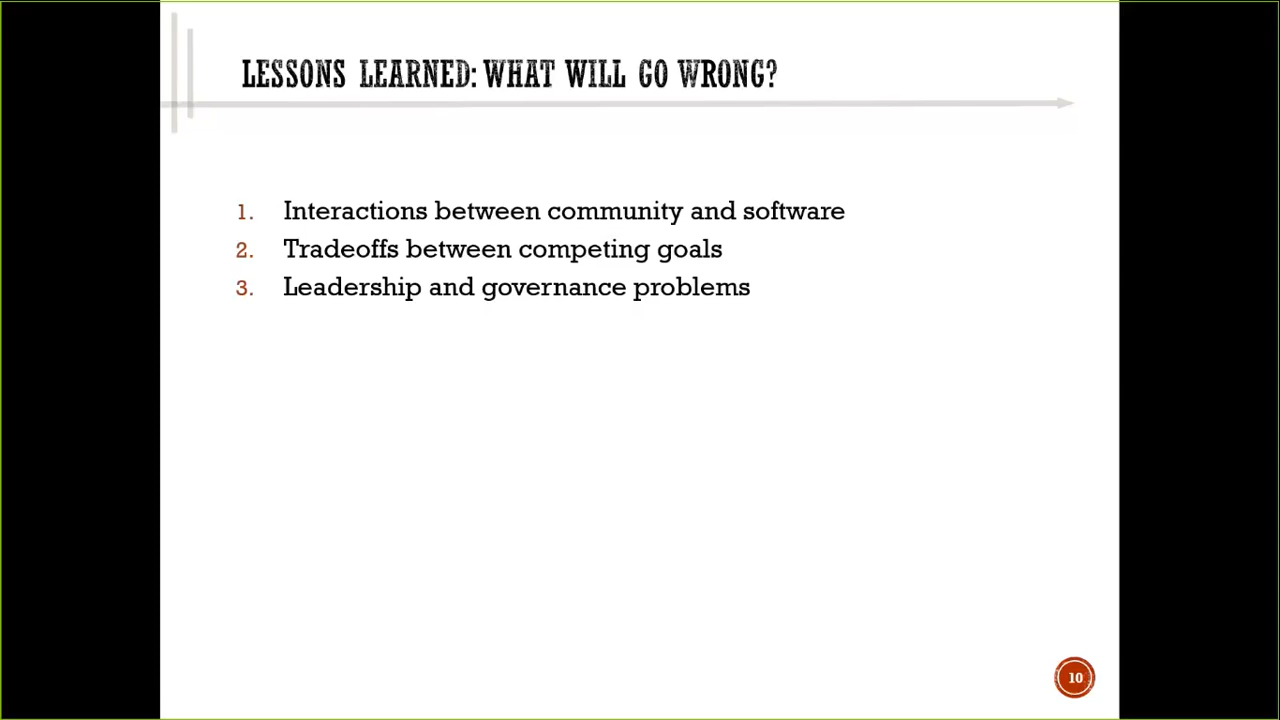 LESSONS LEARNED: WHAT WILL GO WRONG?
1. Interactions between community and software
2. Tradeoffs between competing goals
3. Leadership and governance problems
10